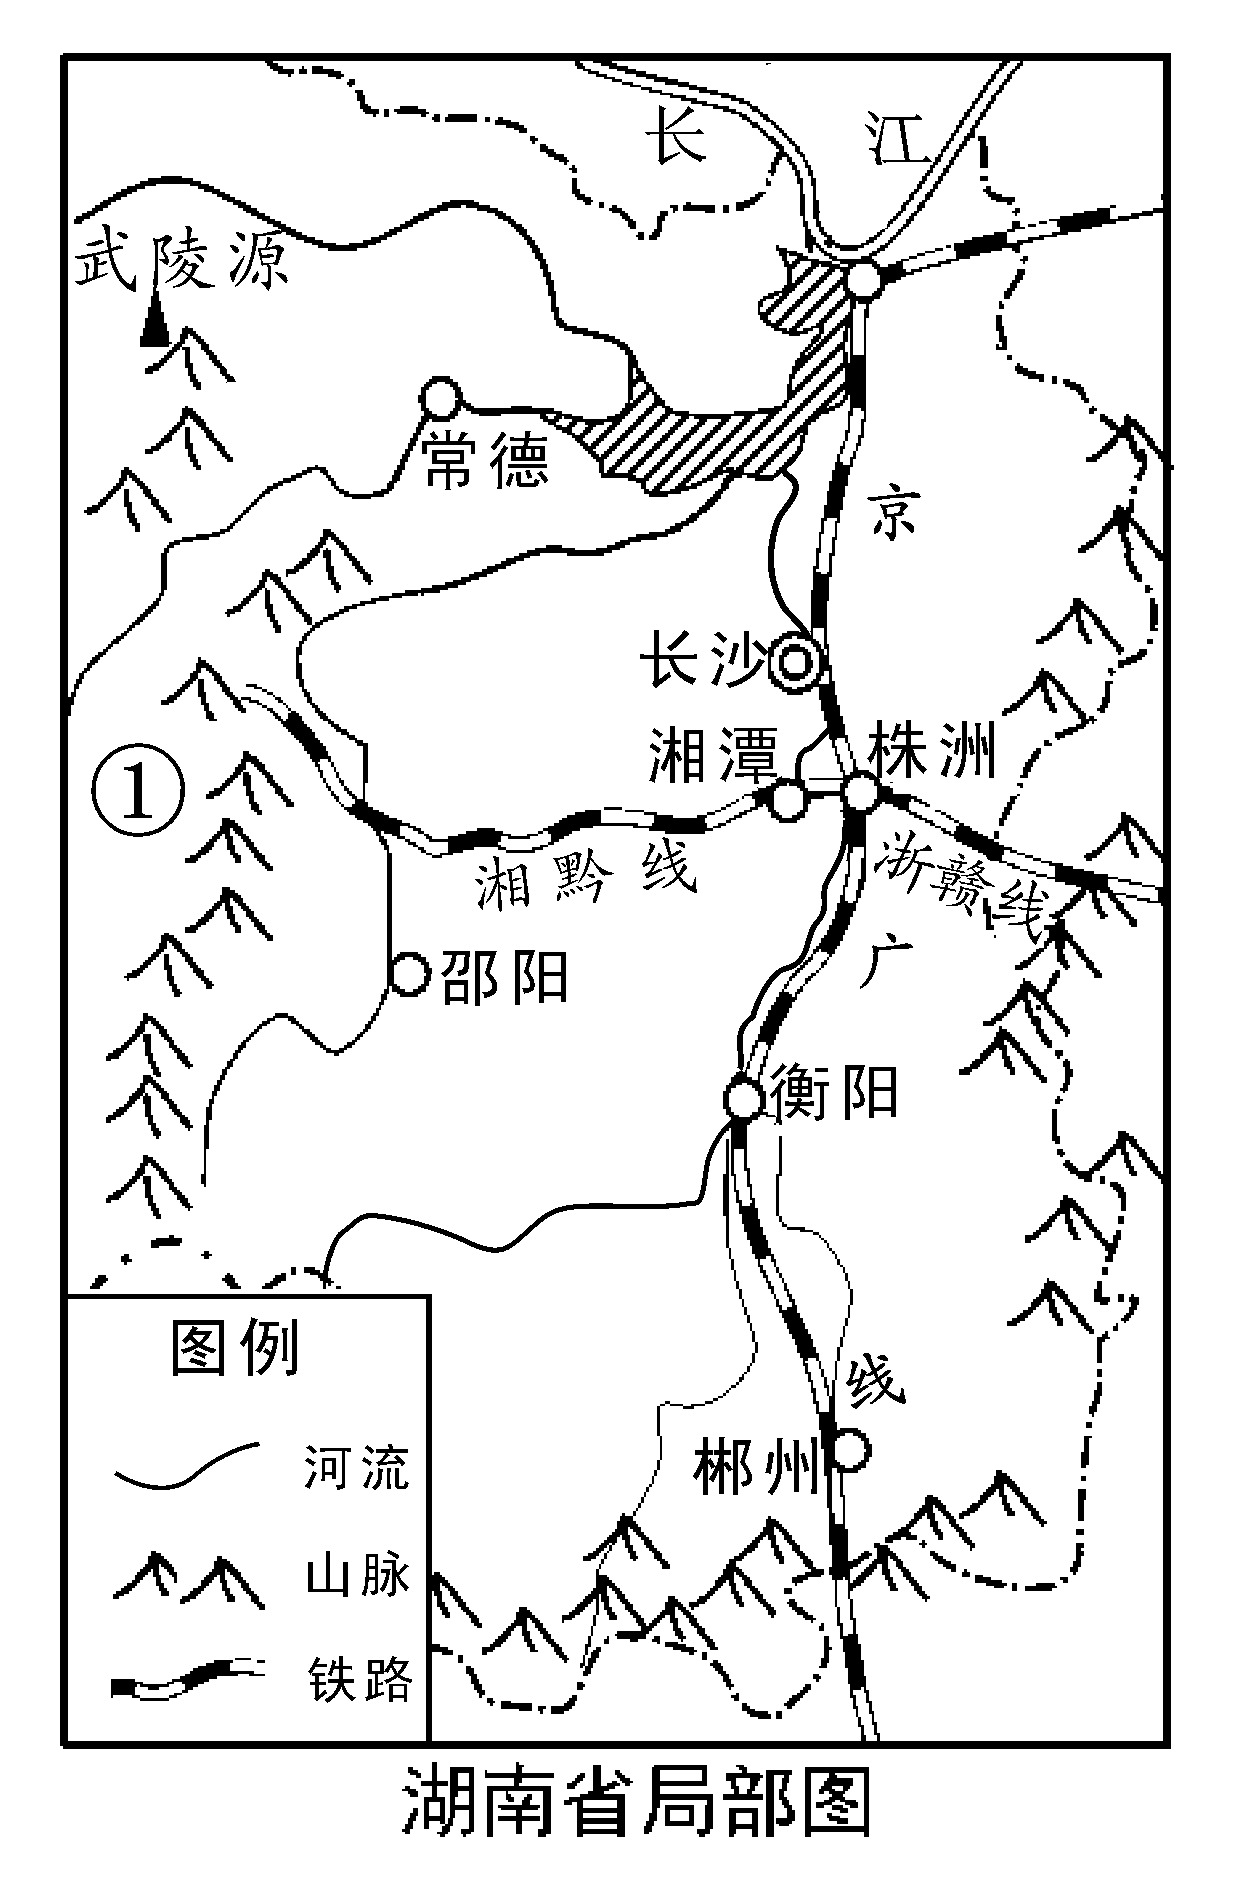 长江
武陵源
常德
京
长沙
湘潭
株洲
①
湘黔线
浙赣线
广
邵阳
衡阳
线
郴州
图例
河流
山脉
铁路
湖南省局部图